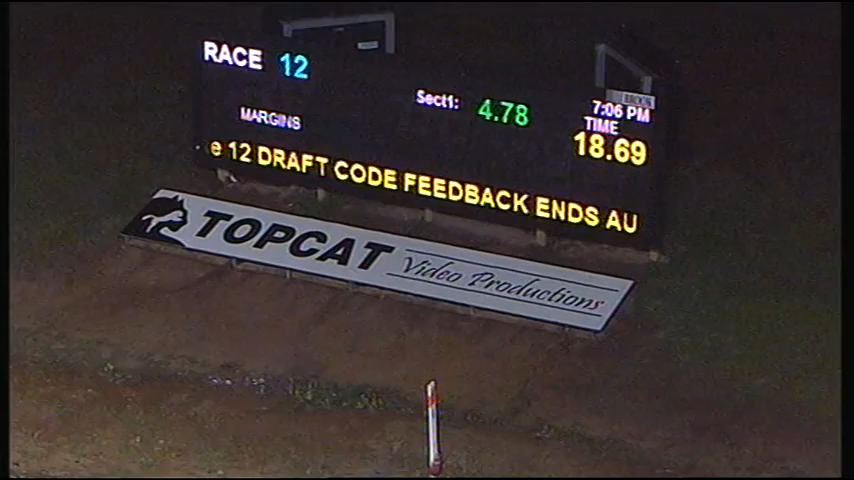 RACE 12
Sect1: 4.78
7:06 PM
MARGINS
TIME
18.69
e 12 DRAFT CODE FEEDBACK ENDS AU
TOPCAT Video Productions